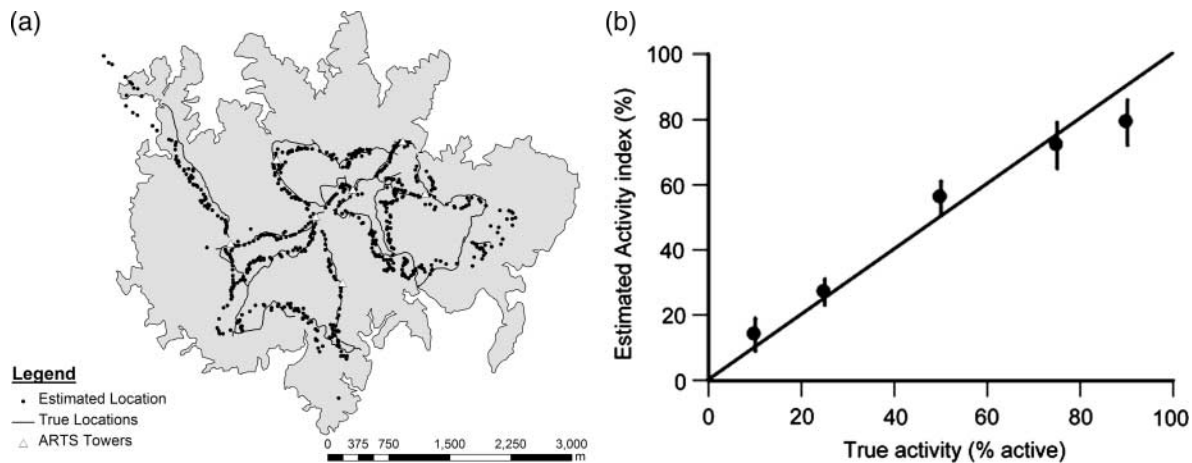 (a)
Legend
Estimated Location
True Locations
ARTS Towers
0 375 750 1,500 2,250 3,000
m
(b)
Estimated Activity index (%)
100
80
60
40
20
0
0 20 40 60 80 100
True activity (% active)